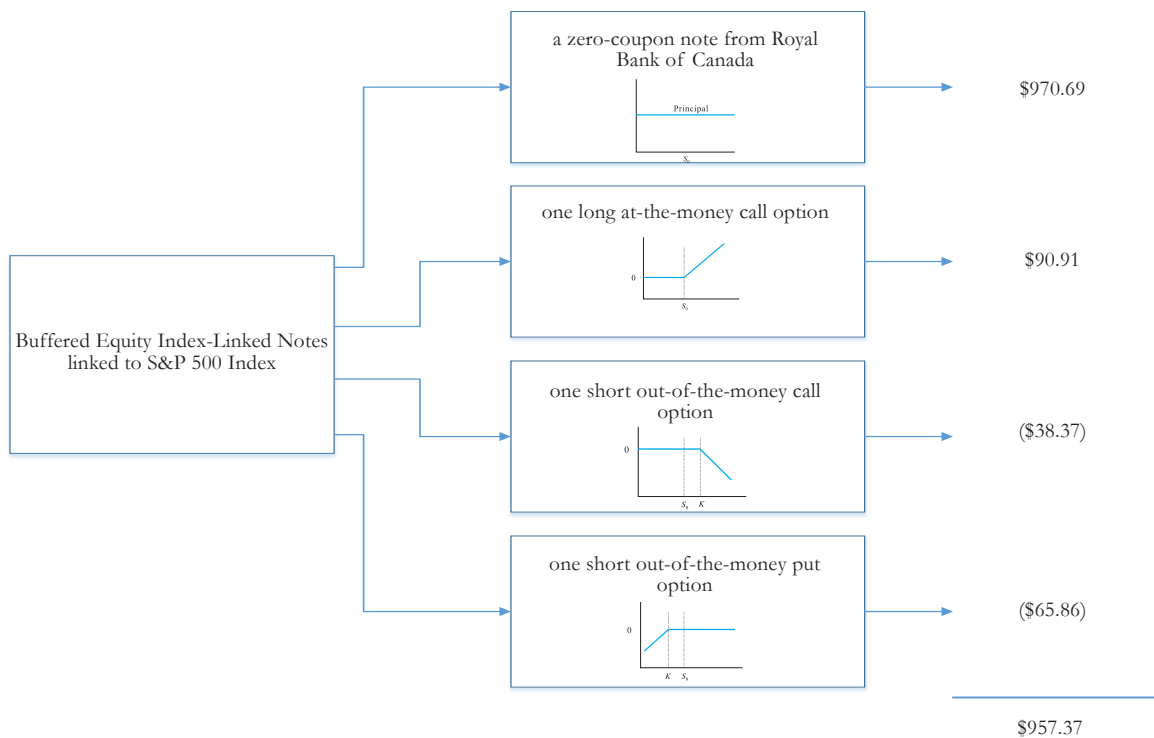 a zero-coupon note from Royal
Bank of Canada
Principal
S₀
$970.69
one long at-the-money call option
0
S₀
$90.91
Buffered Equity Index-Linked Notes
linked to S&P 500 Index
one short out-of-the-money call
option
0
S₀ K
($38.37)
one short out-of-the-money put
option
0
K S₀
($65.86)
$957.37